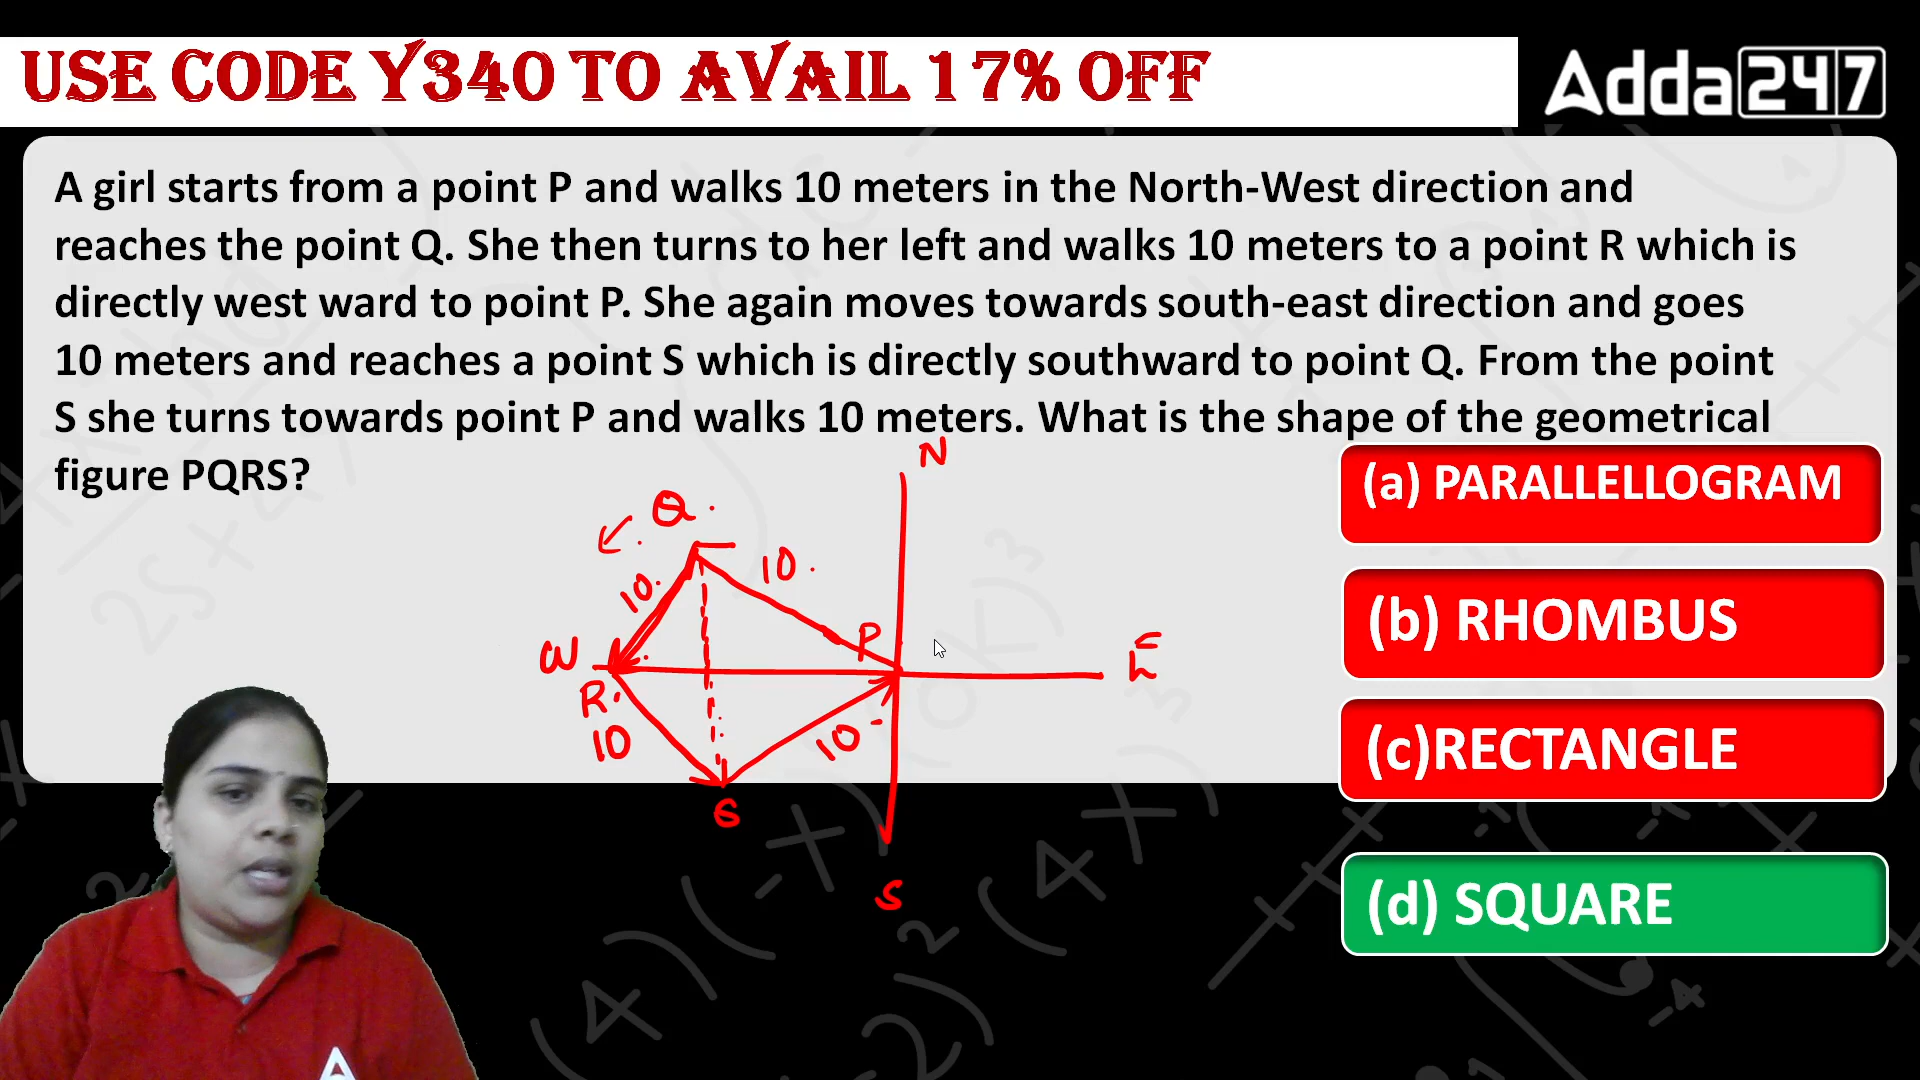 USE CODE Y340 TO AVAIL 17% OFF
Adda247
A girl starts from a point P and walks 10 meters in the North-West direction and
reaches the point Q. She then turns to her left and walks 10 meters to a point R which is
directly west ward to point P. She again moves towards south-east direction and goes
10 meters and reaches a point S which is directly southward to point Q. From the point
S she turns towards point P and walks 10 meters. What is the shape of the geometrical
figure PQRS?
N
Q
10
10
P
W
E
R
10
10
S
S
(a) PARALLELLOGRAM
(b) RHOMBUS
(c)RECTANGLE
(d) SQUARE